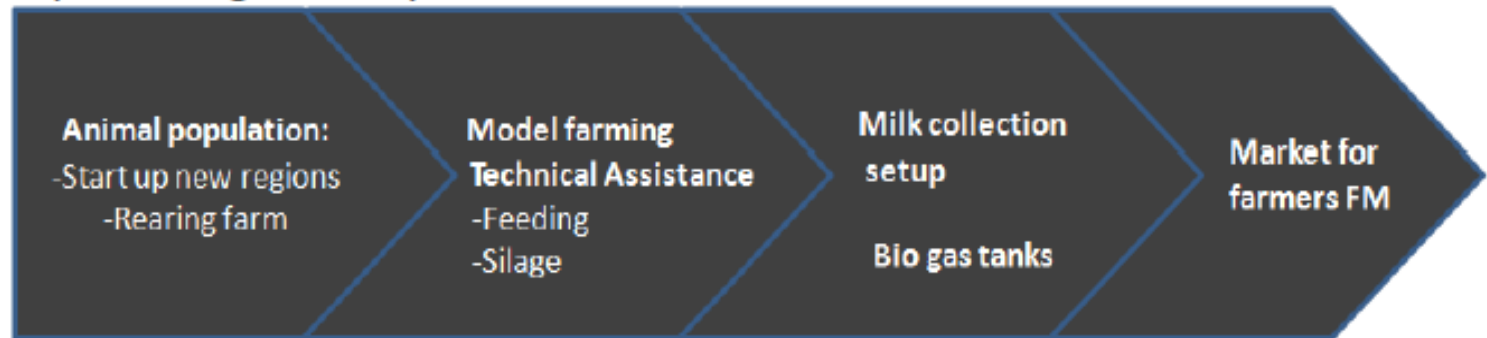 Animal population:
-Start up new regions
-Rearing farm
Model farming
Technical Assistance
-Feeding
-Silage
Milk collection
setup
Bio gas tanks
Market for
farmers FM